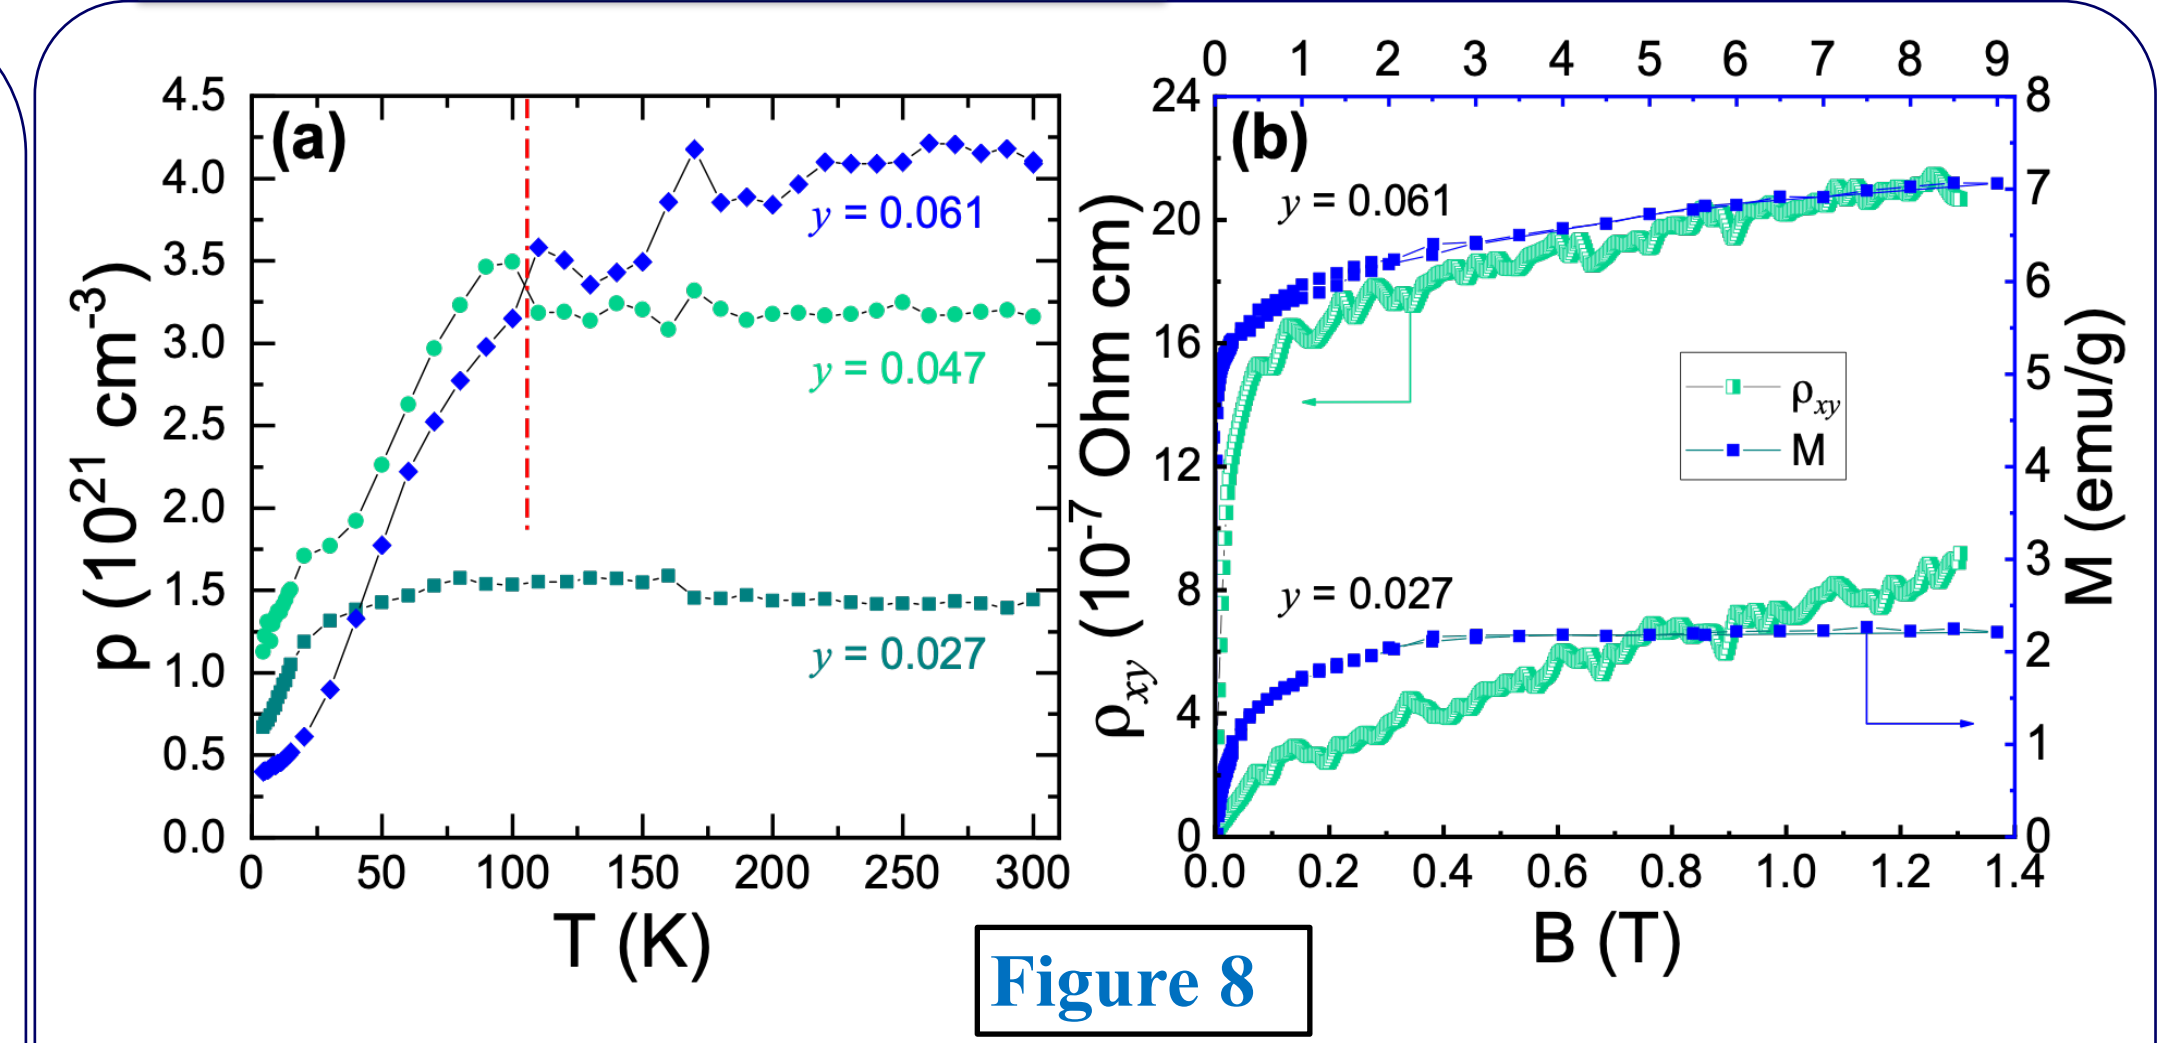 (a)
4.5
4.0
3.5
3.0
2.5
2.0
1.5
1.0
0.5
0.0
p (10²¹ cm⁻³)
y = 0.061
y = 0.047
y = 0.027
0 50 100 150 200 250 300
T (K)
0 1 2 3 4 5 6 7 8 9
(b)
24
20
16
12
8
4
0
ρxy (10⁻⁷ Ohm cm)
y = 0.061
ρxy
M
y = 0.027
8
7
6
5
4
3
2
1
0
M (emu/g)
0.0 0.2 0.4 0.6 0.8 1.0 1.2 1.4
B (T)
Figure 8